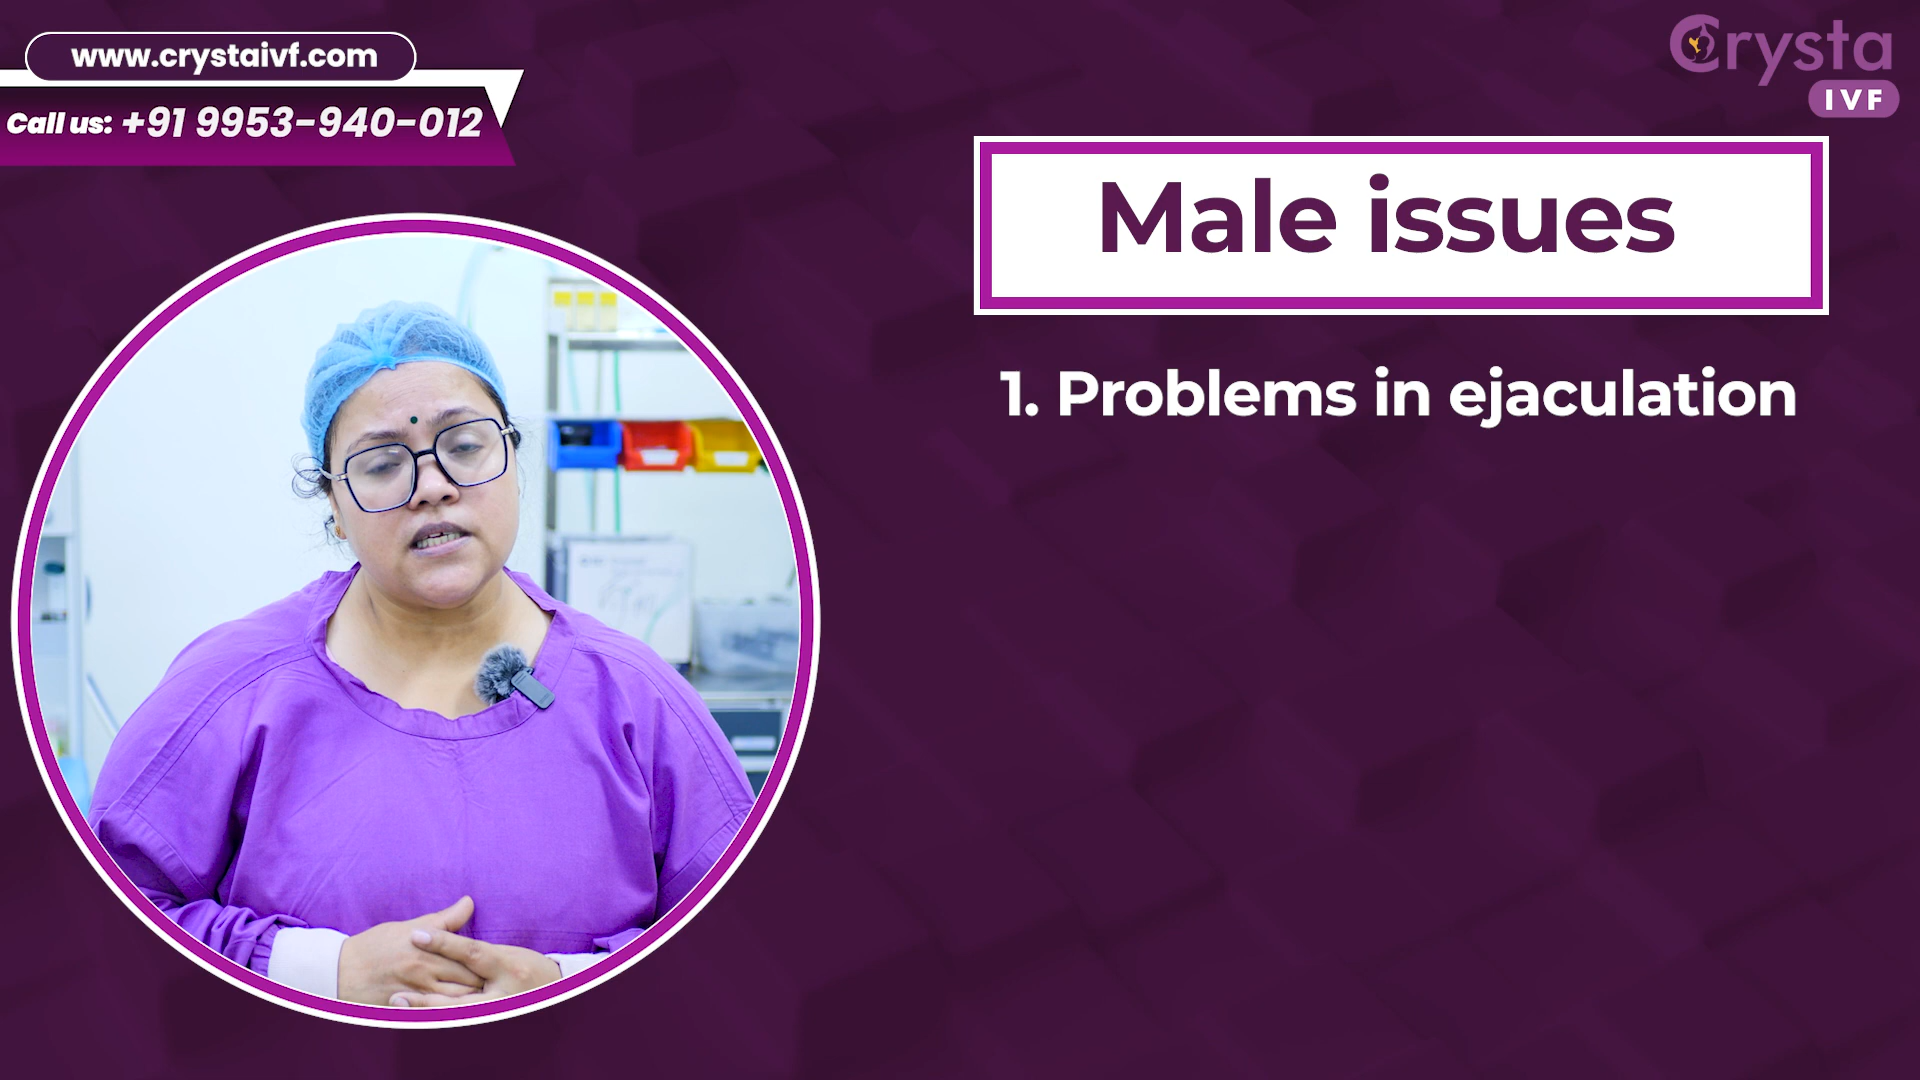 www.crystaivf.com
Call us: +91 9953-940-012
Crysta
IVF
Male issues
1. Problems in ejaculation